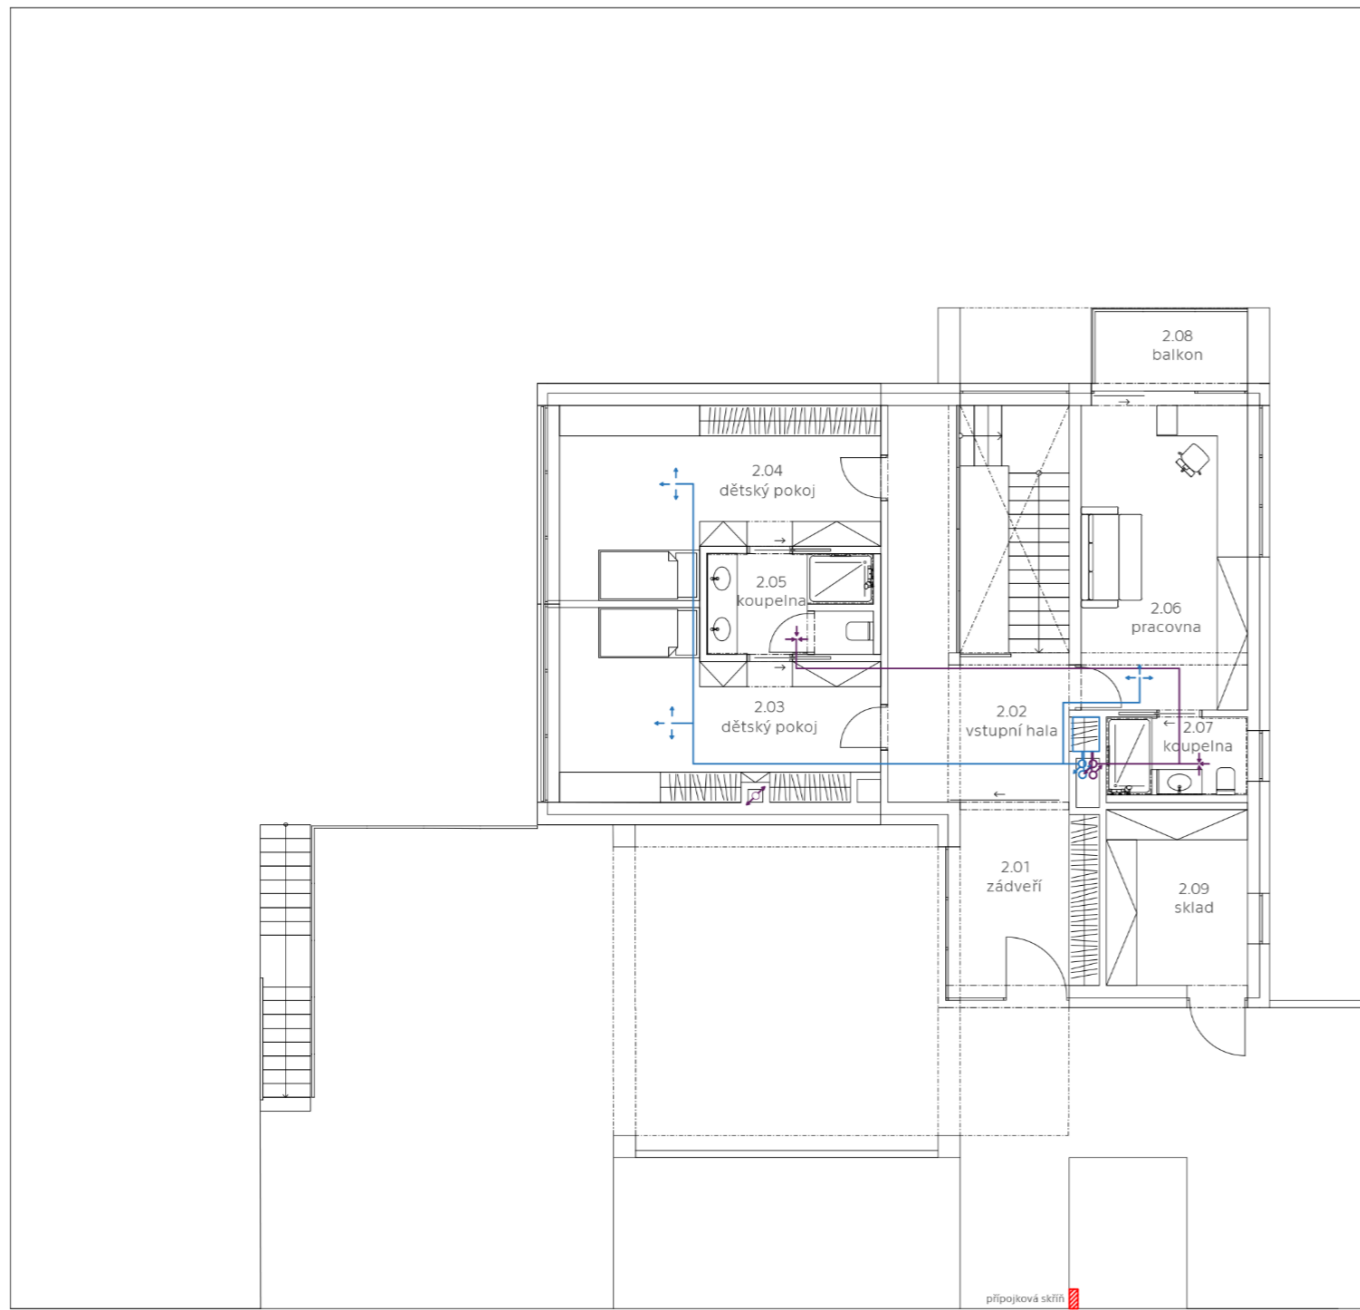 2.08
balkon
2.04
dětský pokoj
2.05
koupelna
2.06
pracovna
2.03
dětský pokoj
2.02
vstupní hala
2.07
koupelna
2.01
zádveří
2.09
sklad
přípojková skříň